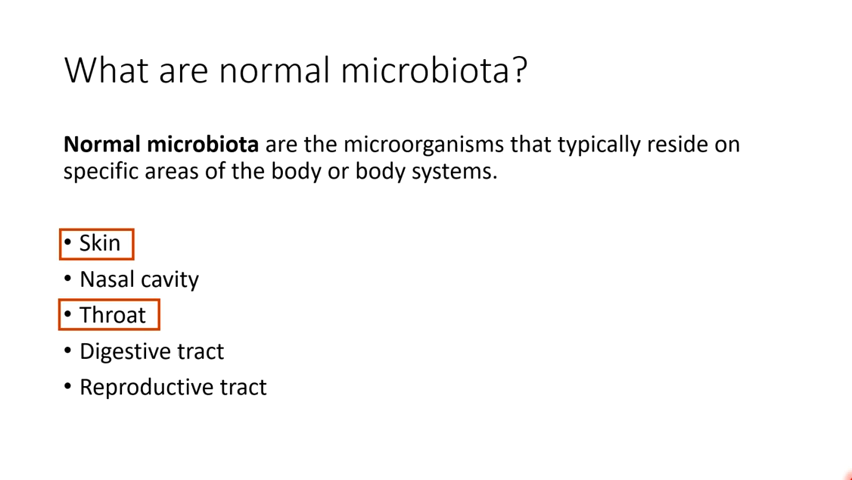 What are normal microbiota?
Normal microbiota are the microorganisms that typically reside on
specific areas of the body or body systems.
• Skin
• Nasal cavity
• Throat
• Digestive tract
• Reproductive tract